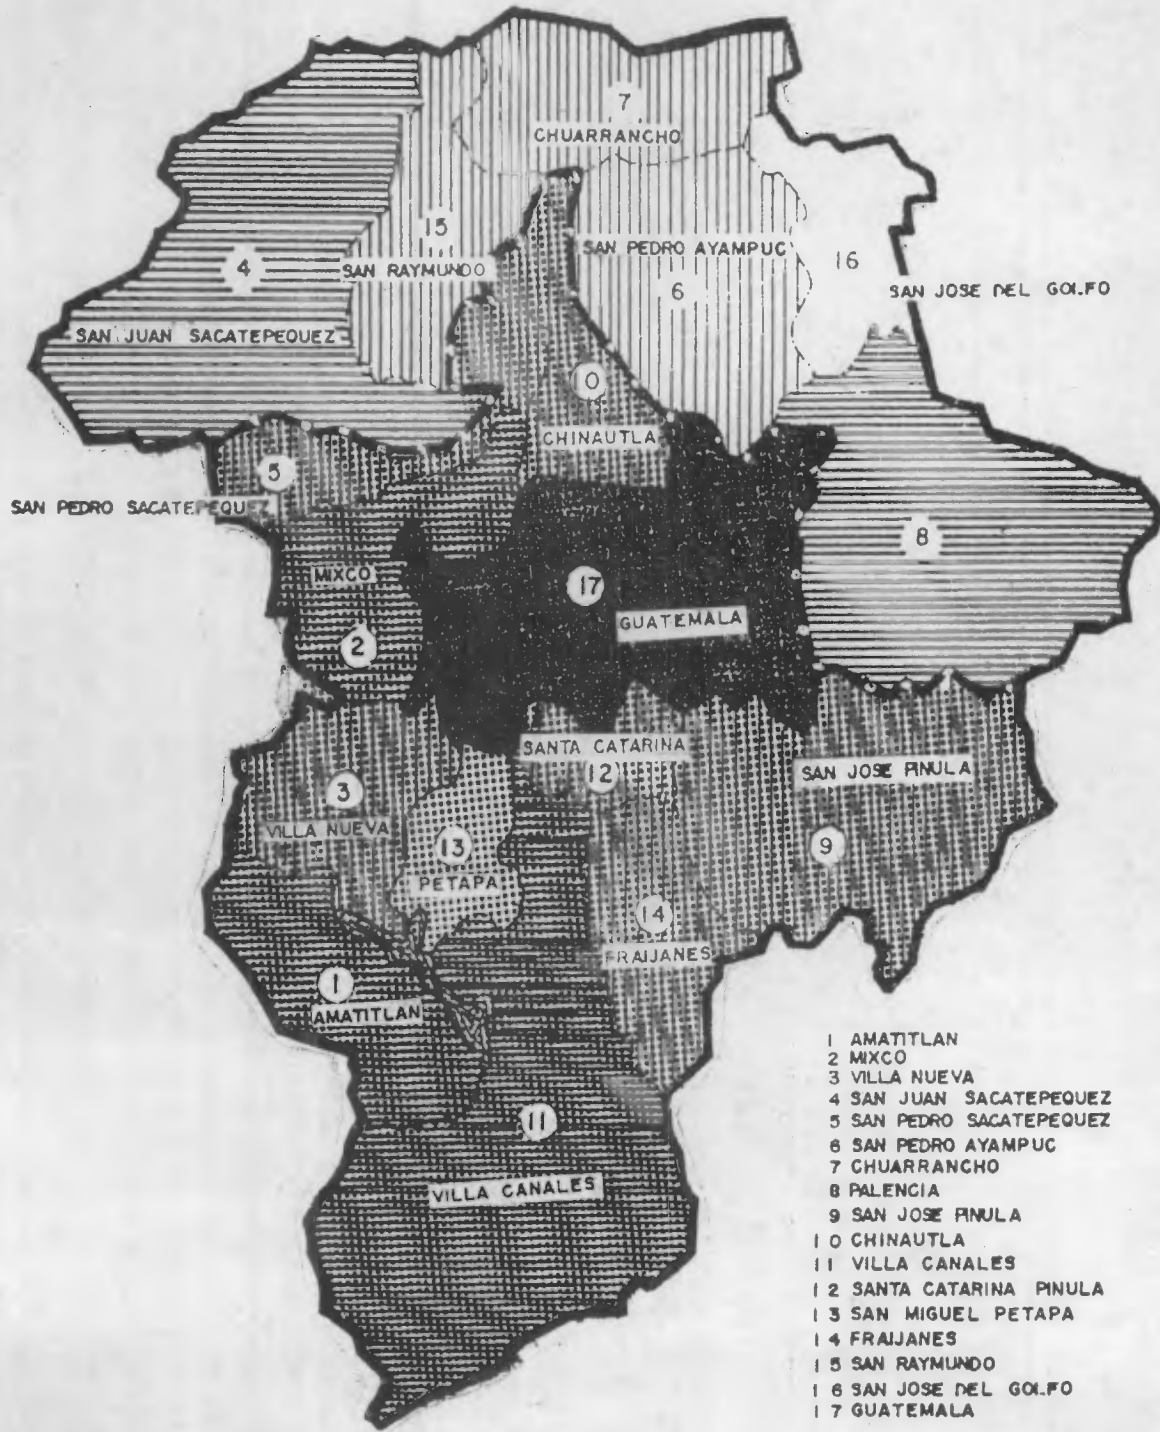 7
CHUARRANCHO
15
SAN PEDRO AYAMPUC
16
4
SAN RAYMUNDO
6
SAN JOSE DEL GOLFO
SAN JUAN SACATEPEQUEZ
10
CHINAUTLA
5
SAN PEDRO SACATEPEQUEZ
8
MIXCO
17
GUATEMALA
2
SANTA CATARINA
12
SAN JOSE PINULA
3
VILLA NUEVA
13
9
PETAPA
14
FRAIJANES
1
AMATITLAN
11
VILLA CANALES
1 AMATITLAN
2 MIXCO
3 VILLA NUEVA
4 SAN JUAN SACATEPEQUEZ
5 SAN PEDRO SACATEPEQUEZ
6 SAN PEDRO AYAMPUC
7 CHUARRANCHO
8 PALENCIA
9 SAN JOSE PINULA
10 CHINAUTLA
11 VILLA CANALES
12 SANTA CATARINA PINULA
13 SAN MIGUEL PETAPA
14 FRAIJANES
15 SAN RAYMUNDO
16 SAN JOSE DEL GOLFO
17 GUATEMALA